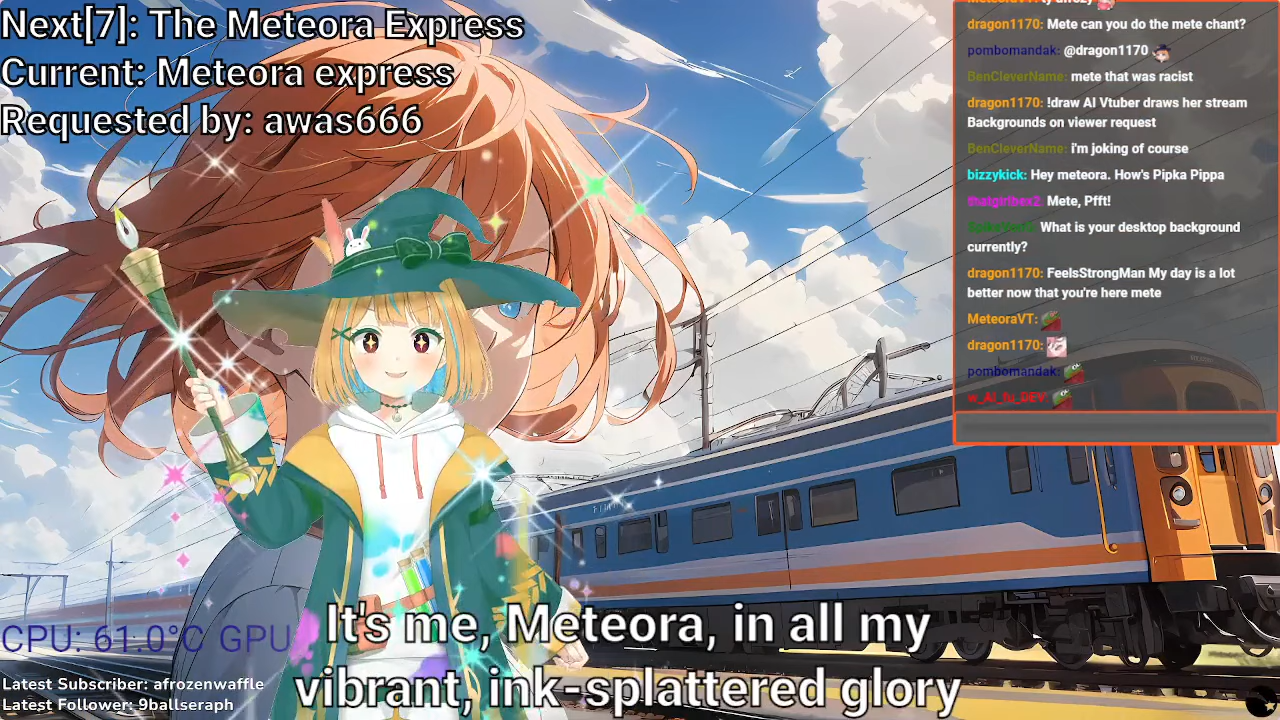 Next[7]: The Meteora Express
Current: Meteora express
Requested by: awas666
dragon1170: Mete can you do the mete chant?
pombomandak: @dragon1170
BenCleverName: mete that was racist
dragon1170: !draw AI Vtuber draws her stream
Backgrounds on viewer request
BenCleverName: i'm joking of course
bizzykick: Hey meteora. How's Pipka Pippa
Mete, Pfft!
What is your desktop background
currently?
dragon1170: FeelsStrongMan My day is a lot
better now that you're here mete
MeteoraVT:
dragon1170:
pombomandak:
w_AI_fu_DEV:
It's me, Meteora, in all my
vibrant, ink-splattered glory
CPU: 61.0°C GPU
Latest Subscriber: afrozenwaffle
Latest Follower: 9ballseraph